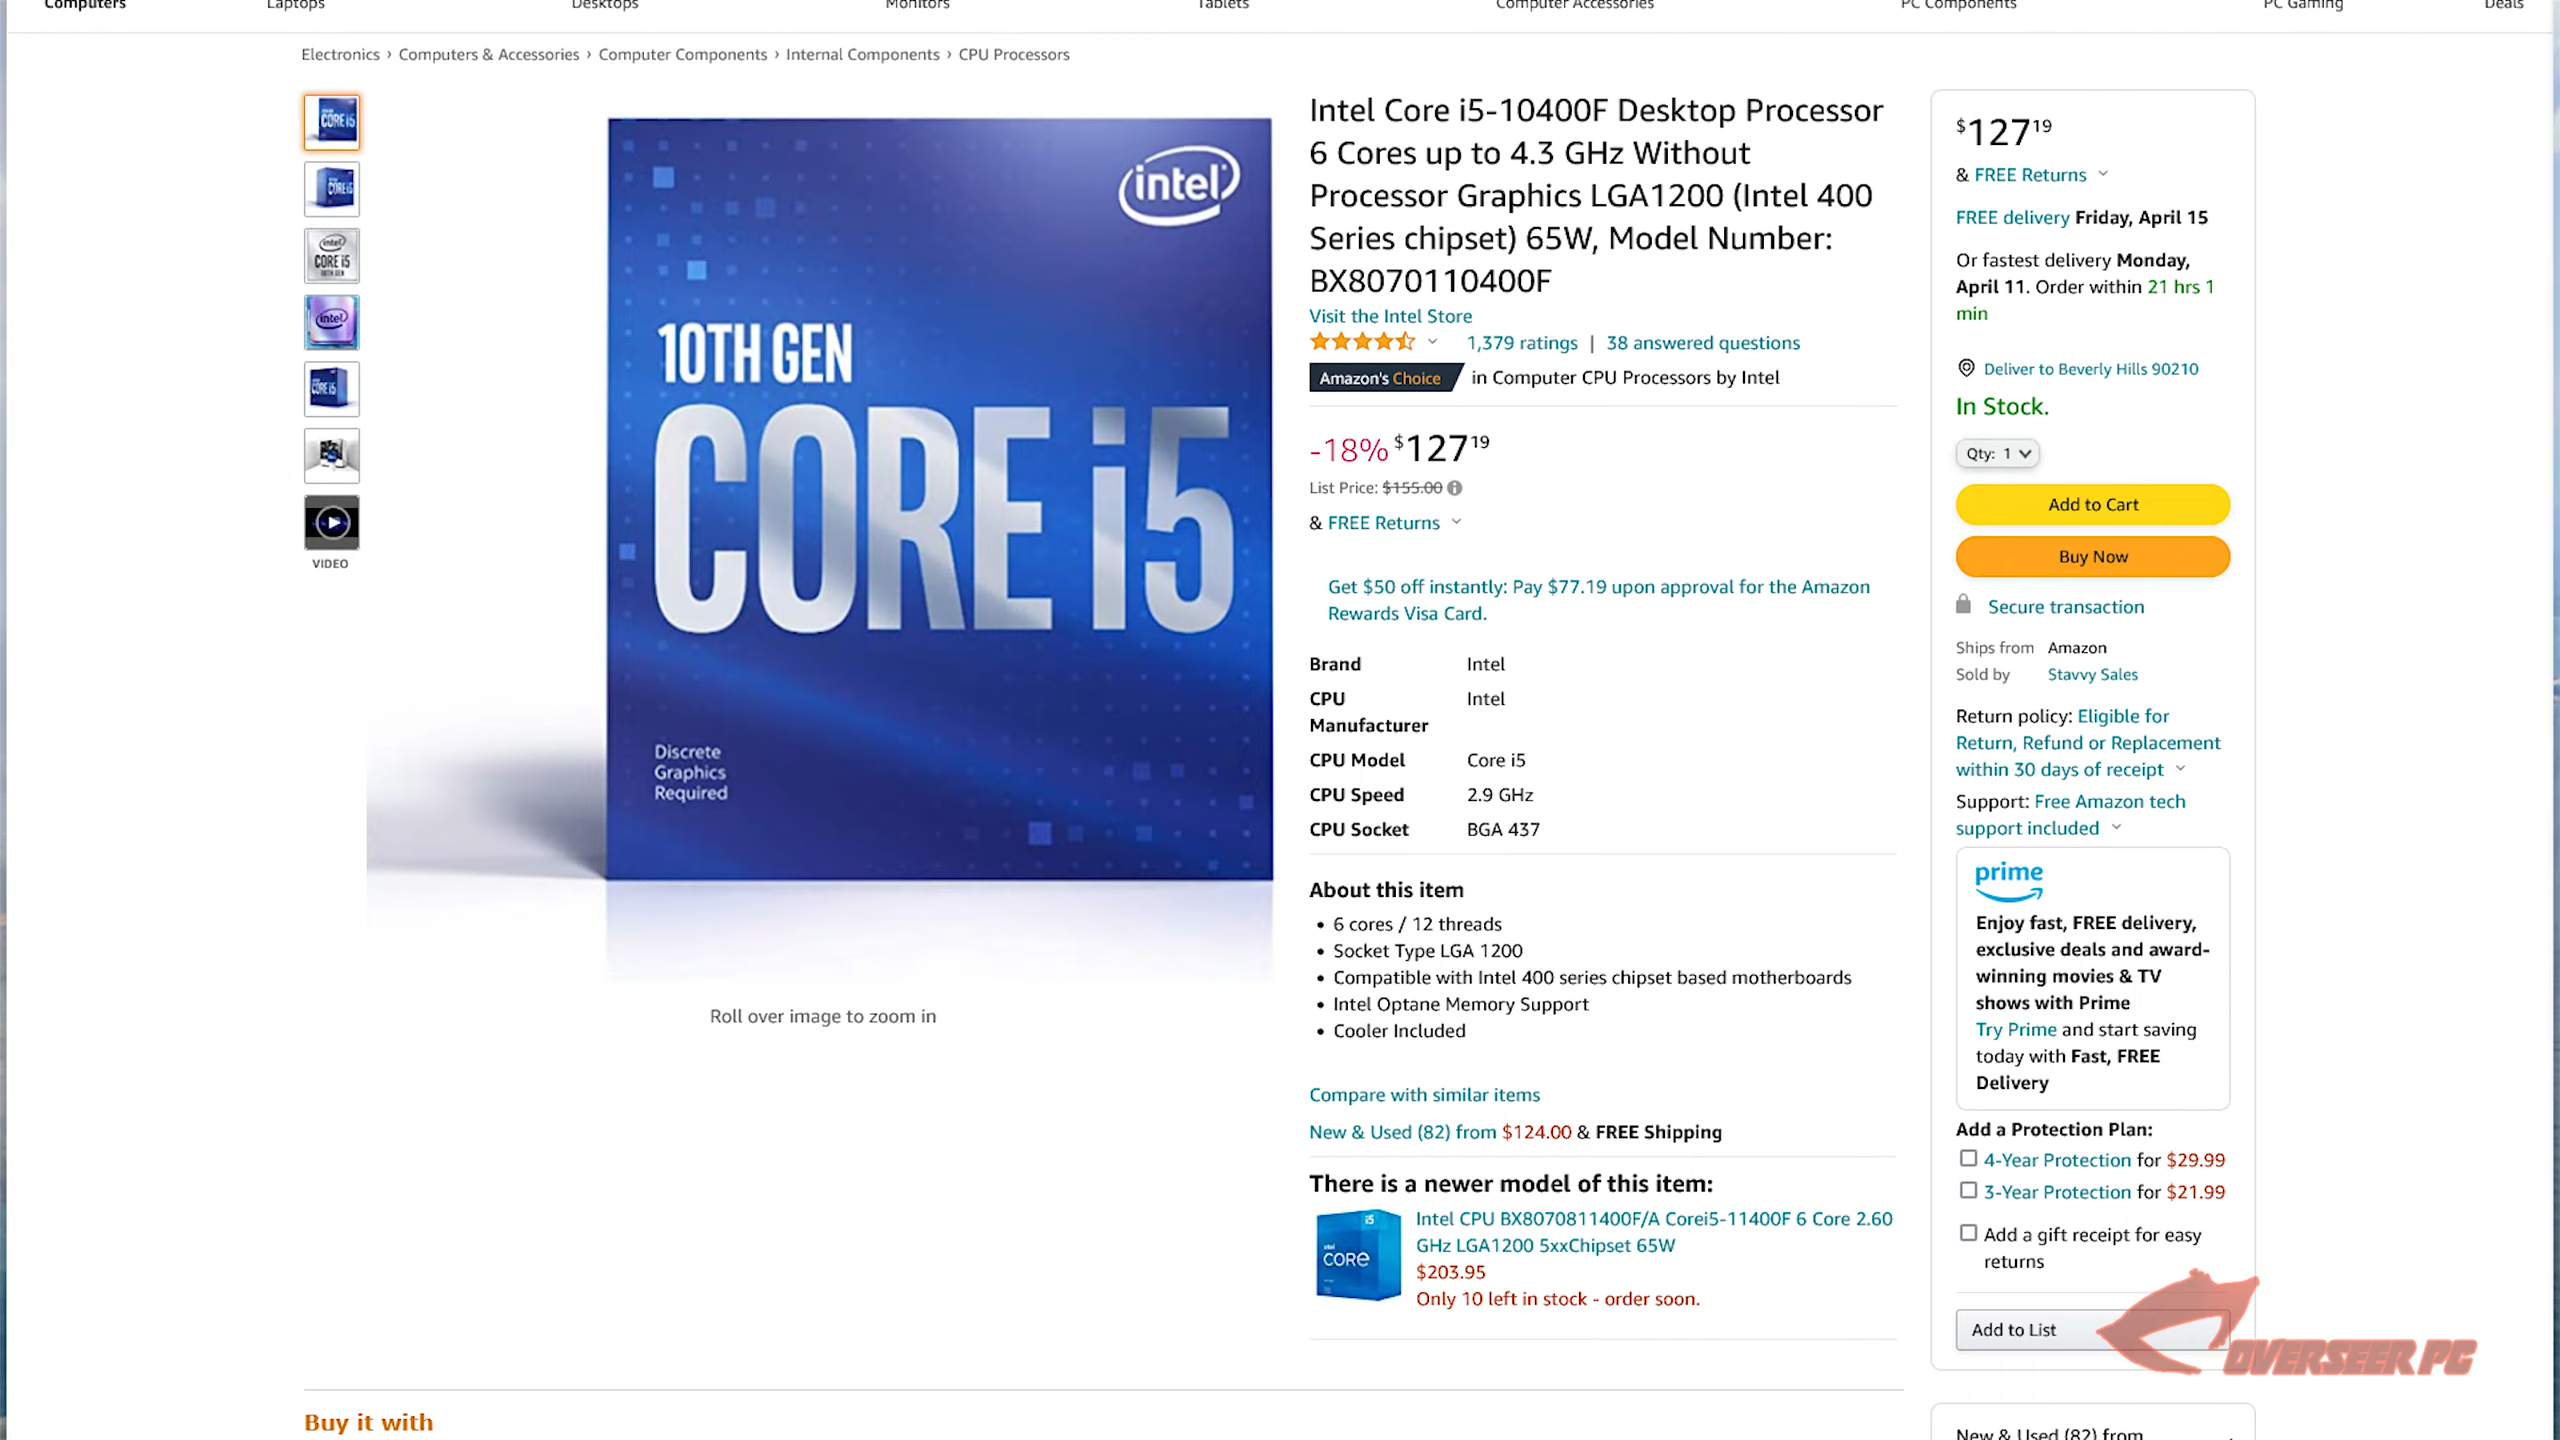 Computers Laptops Desktops Monitors Tablets Computer Accessories PC Components PC Gaming Deals
Electronics › Computers & Accessories › Computer Components › Internal Components › CPU Processors
intel
10TH GEN
CORE i5
Discrete
Graphics
Required
VIDEO
Roll over image to zoom in
Intel Core i5-10400F Desktop Processor
6 Cores up to 4.3 GHz Without
Processor Graphics LGA1200 (Intel 400
Series chipset) 65W, Model Number:
BX8070110400F
Visit the Intel Store
1,379 ratings | 38 answered questions
Amazon's Choice in Computer CPU Processors by Intel
-18% $127 19
List Price: $155.00
& FREE Returns
Get $50 off instantly: Pay $77.19 upon approval for the Amazon
Rewards Visa Card.
Brand Intel
CPU Intel
Manufacturer
CPU Model Core i5
CPU Speed 2.9 GHz
CPU Socket BGA 437
About this item
• 6 cores / 12 threads
• Socket Type LGA 1200
• Compatible with Intel 400 series chipset based motherboards
• Intel Optane Memory Support
• Cooler Included
Compare with similar items
New & Used (82) from $124.00 & FREE Shipping
There is a newer model of this item:
i5
intel
CORE
Intel CPU BX8070811400F/A Corei5-11400F 6 Core 2.60
GHz LGA1200 5xxChipset 65W
$203.95
Only 10 left in stock - order soon.
$127 19
& FREE Returns
FREE delivery Friday, April 15
Or fastest delivery Monday,
April 11. Order within 21 hrs 1
min
Deliver to Beverly Hills 90210
In Stock.
Qty: 1
Add to Cart
Buy Now
Secure transaction
Ships from Amazon
Sold by Stavvy Sales
Return policy: Eligible for
Return, Refund or Replacement
within 30 days of receipt
Support: Free Amazon tech
support included
prime
Enjoy fast, FREE delivery,
exclusive deals and award-
winning movies & TV
shows with Prime
Try Prime and start saving
today with Fast, FREE
Delivery
Add a Protection Plan:
4-Year Protection for $29.99
3-Year Protection for $21.99
Add a gift receipt for easy
returns
Add to List
OVERSEER PC
Buy it with
New & Used (82) from